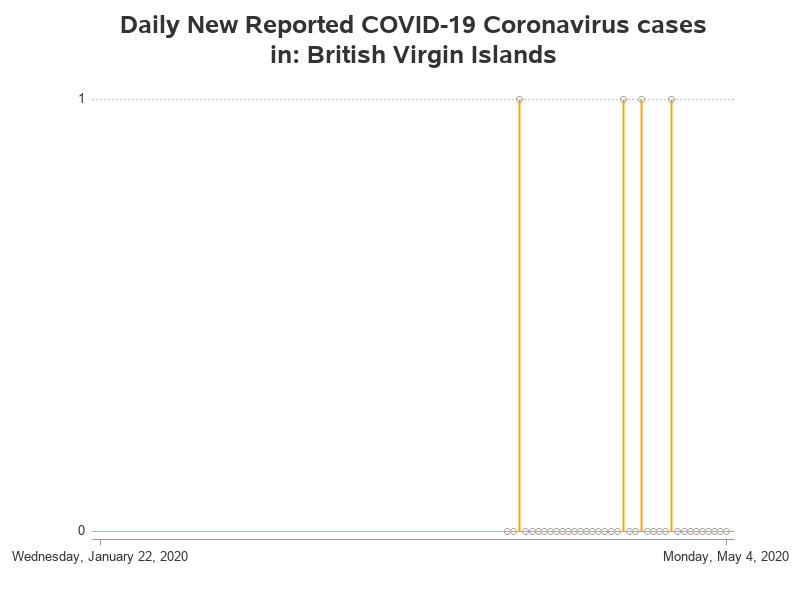 Daily New Reported COVID-19 Coronavirus cases
in: British Virgin Islands
1
0
Wednesday, January 22, 2020
Monday, May 4, 2020